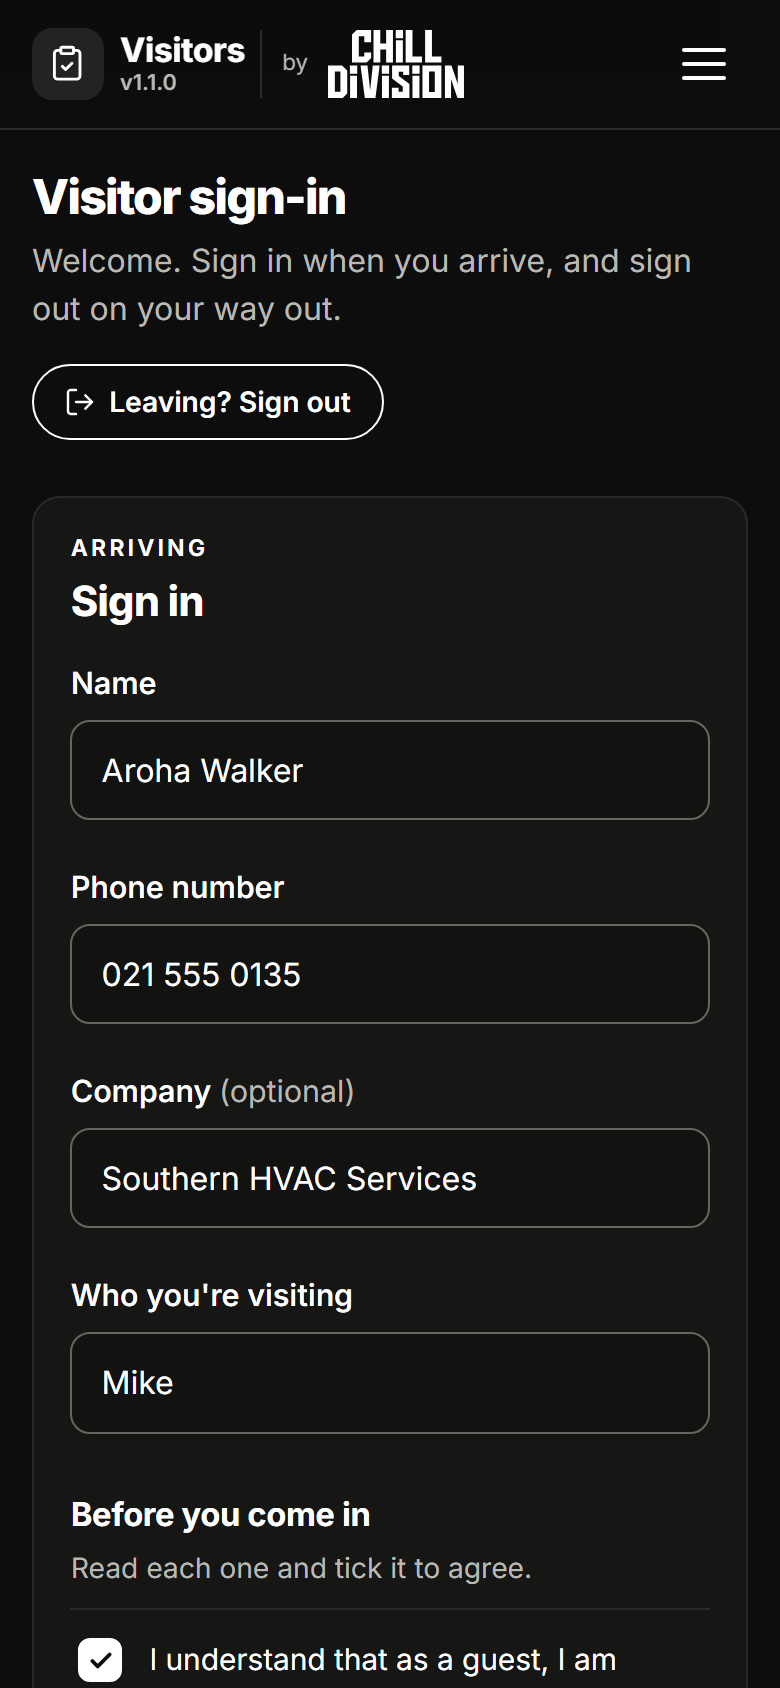 Visitors
v1.1.0
by
CHiLL
DiViSiON
Visitor sign-in
Welcome. Sign in when you arrive, and sign
out on your way out.
Leaving? Sign out
ARRIVING
Sign in
Name
Aroha Walker
Phone number
021 555 0135
Company (optional)
Southern HVAC Services
Who you're visiting
Mike
Before you come in
Read each one and tick it to agree.
I understand that as a guest, I am